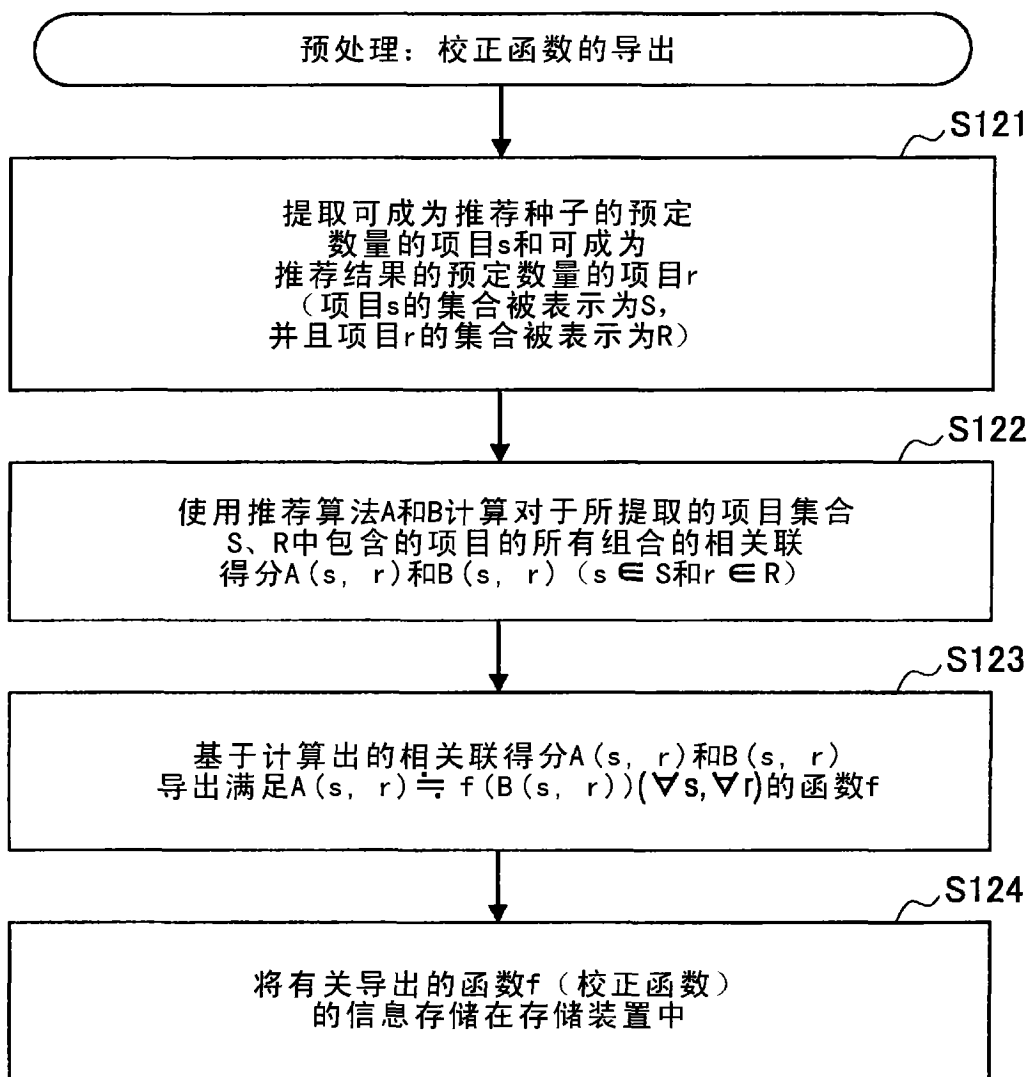 预处理：校正函数的导出
S121
提取可成为推荐种子的预定
数量的项目s和可成为
推荐结果的预定数量的项目r
（项目s的集合被表示为S，
并且项目r的集合被表示为R）
S122
使用推荐算法A和B计算对于所提取的项目集合
S、R中包含的项目的所有组合的相关联
得分A(s, r)和B(s, r)（s∈S和r∈R）
S123
基于计算出的相关联得分A(s, r)和B(s, r)
导出满足A(s, r)≒f(B(s, r))(∀s,∀r)的函数f
S124
将有关导出的函数f（校正函数）
的信息存储在存储装置中